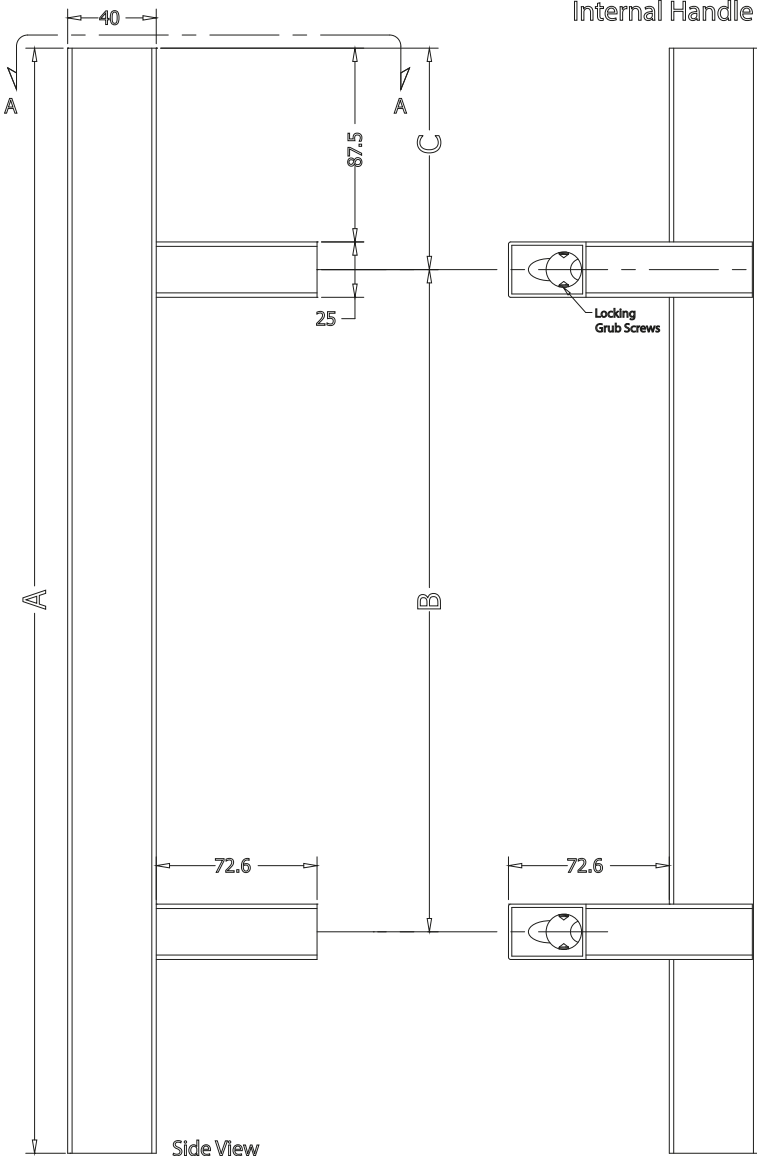 Internal Handle
40
A
A
87.5
C
25
Locking
Grub Screws
A
B
72.6
72.6
Side View